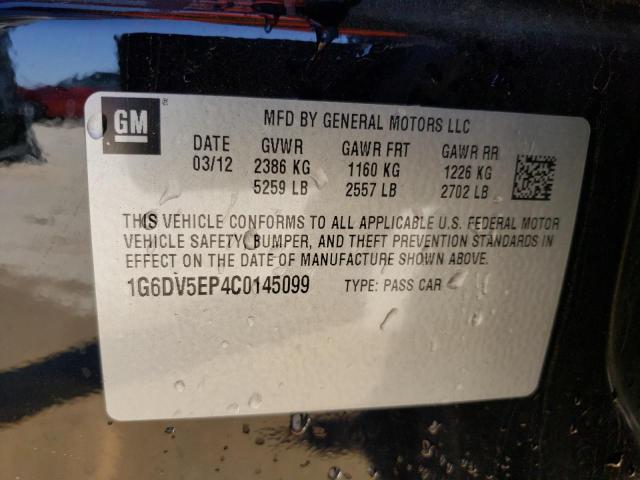 GM ®
MFD BY GENERAL MOTORS LLC
DATE GVWR GAWR FRT GAWR RR
03/12 2386 KG 1160 KG 1226 KG
5259 LB 2557 LB 2702 LB
THIS VEHICLE CONFORMS TO ALL APPLICABLE U.S. FEDERAL MOTOR
VEHICLE SAFETY, BUMPER, AND THEFT PREVENTION STANDARDS IN
EFFECT ON THE DATE OF MANUFACTURE SHOWN ABOVE.
1G6DV5EP4C0145099 TYPE: PASS CAR